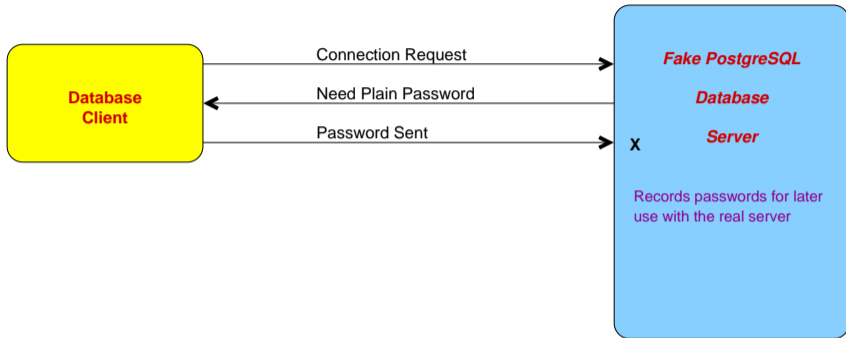 Connection Request
Fake PostgreSQL
Database
Client
Need Plain Password
Database
Password Sent
Server
X
Records passwords for later
use with the real server